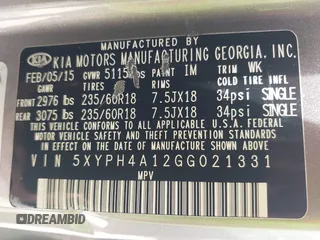 MANUFACTURED BY
KIA KIA MOTORS MANUFACTURING GEORGIA, INC.
FEB/05/15 GVWR 5115 PAINT IM TRIM WK
TIRE RIMS COLD TIRE INFL
FRONT 2976 lbs 235/60R18 7.5JX18 34psi SINGLE
REAR 3075 lbs 235/60R18 7.5JX18 34psi SINGLE
THIS VEHICLE CONFORMS TO ALL APPLICABLE U.S.A. FEDERAL
MOTOR VEHICLE SAFETY, AND THEFT PREVENTION
STANDARDS IN EFFECT ON THE DATE OF MANUFACTURE SHOWN ABOVE.
VIN 5XYPH4A12GG021331
MPV
DREAMBID